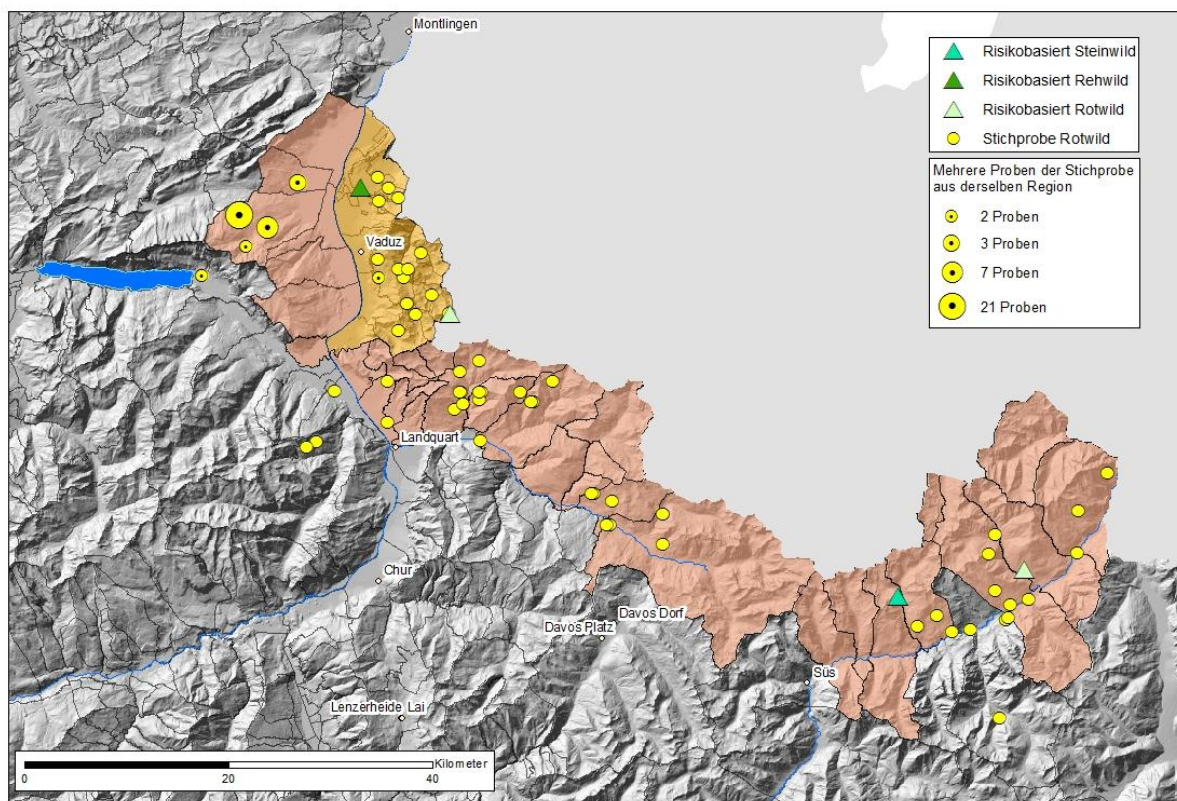 Montlingen
Risikobasiert Steinwild
Risikobasiert Rehwild
Risikobasiert Rotwild
Stichprobe Rotwild
Mehrere Proben der Stichprobe
aus derselben Region
2 Proben
3 Proben
7 Proben
21 Proben
Vaduz
Landquart
Chur
Davos Dorf
Davos Platz
Süs
Lenzerheide Lai
Kilometer
0 20 40